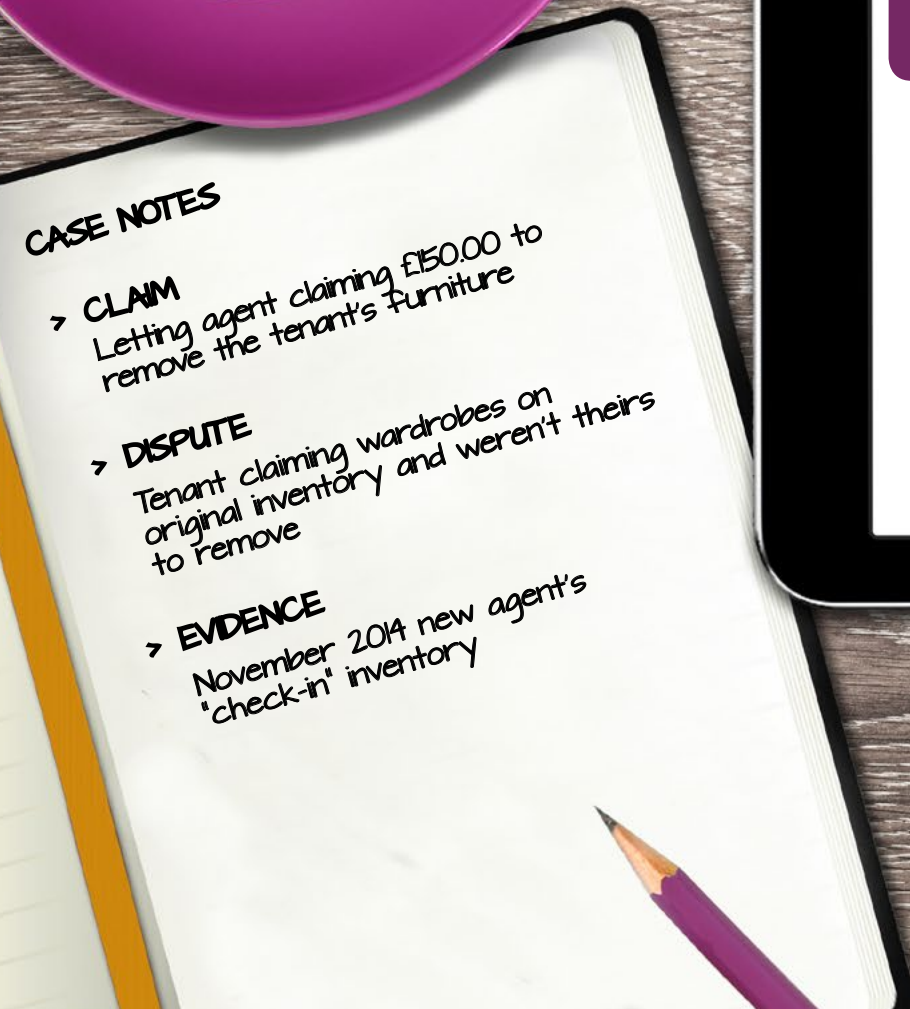 CASE NOTES
> CLAIM
Letting agent claiming £150.00 to
remove the tenant's furniture
> DISPUTE
Tenant claiming wardrobes on
original inventory and weren't theirs
to remove
> EVIDENCE
November 2014 new agent's
"check-in" inventory